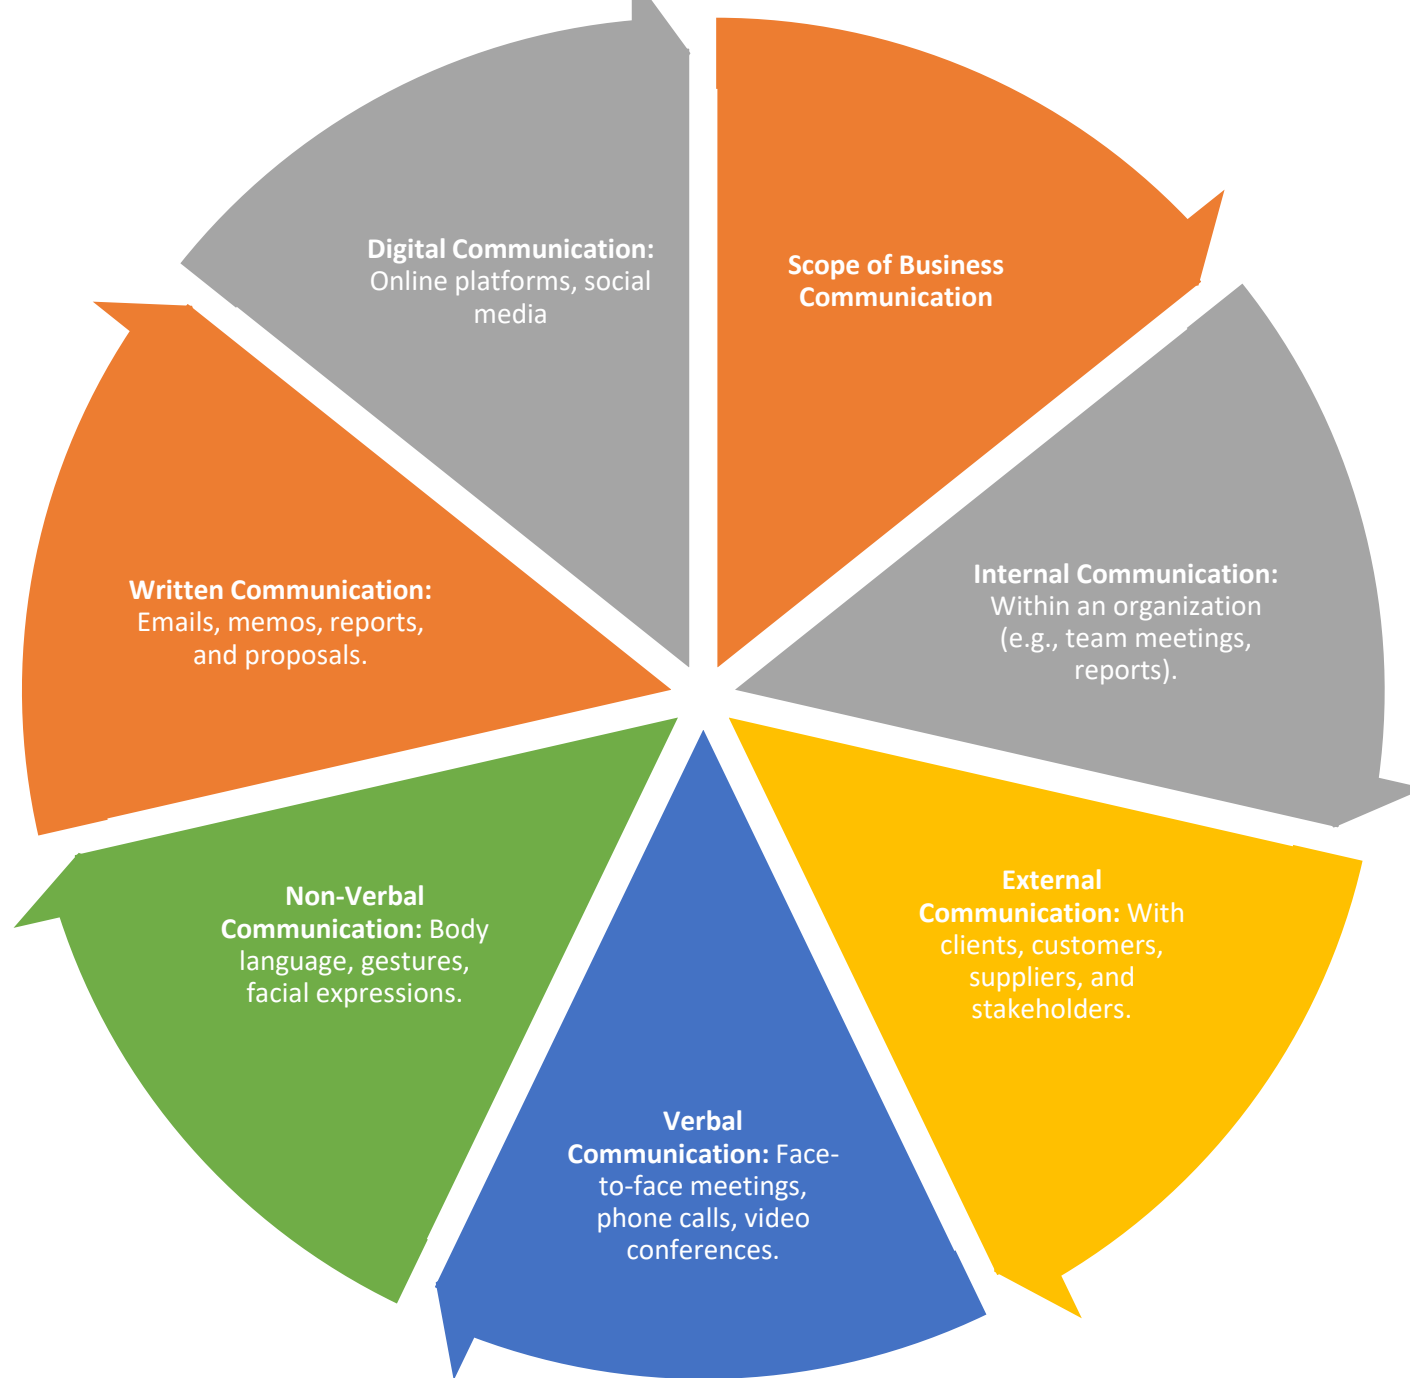 Scope of Business
Communication
Internal Communication:
Within an organization
(e.g., team meetings,
reports).
External
Communication: With
clients, customers,
suppliers, and
stakeholders.
Verbal
Communication: Face-
to-face meetings,
phone calls, video
conferences.
Non-Verbal
Communication: Body
language, gestures,
facial expressions.
Written Communication:
Emails, memos, reports,
and proposals.
Digital Communication:
Online platforms, social
media